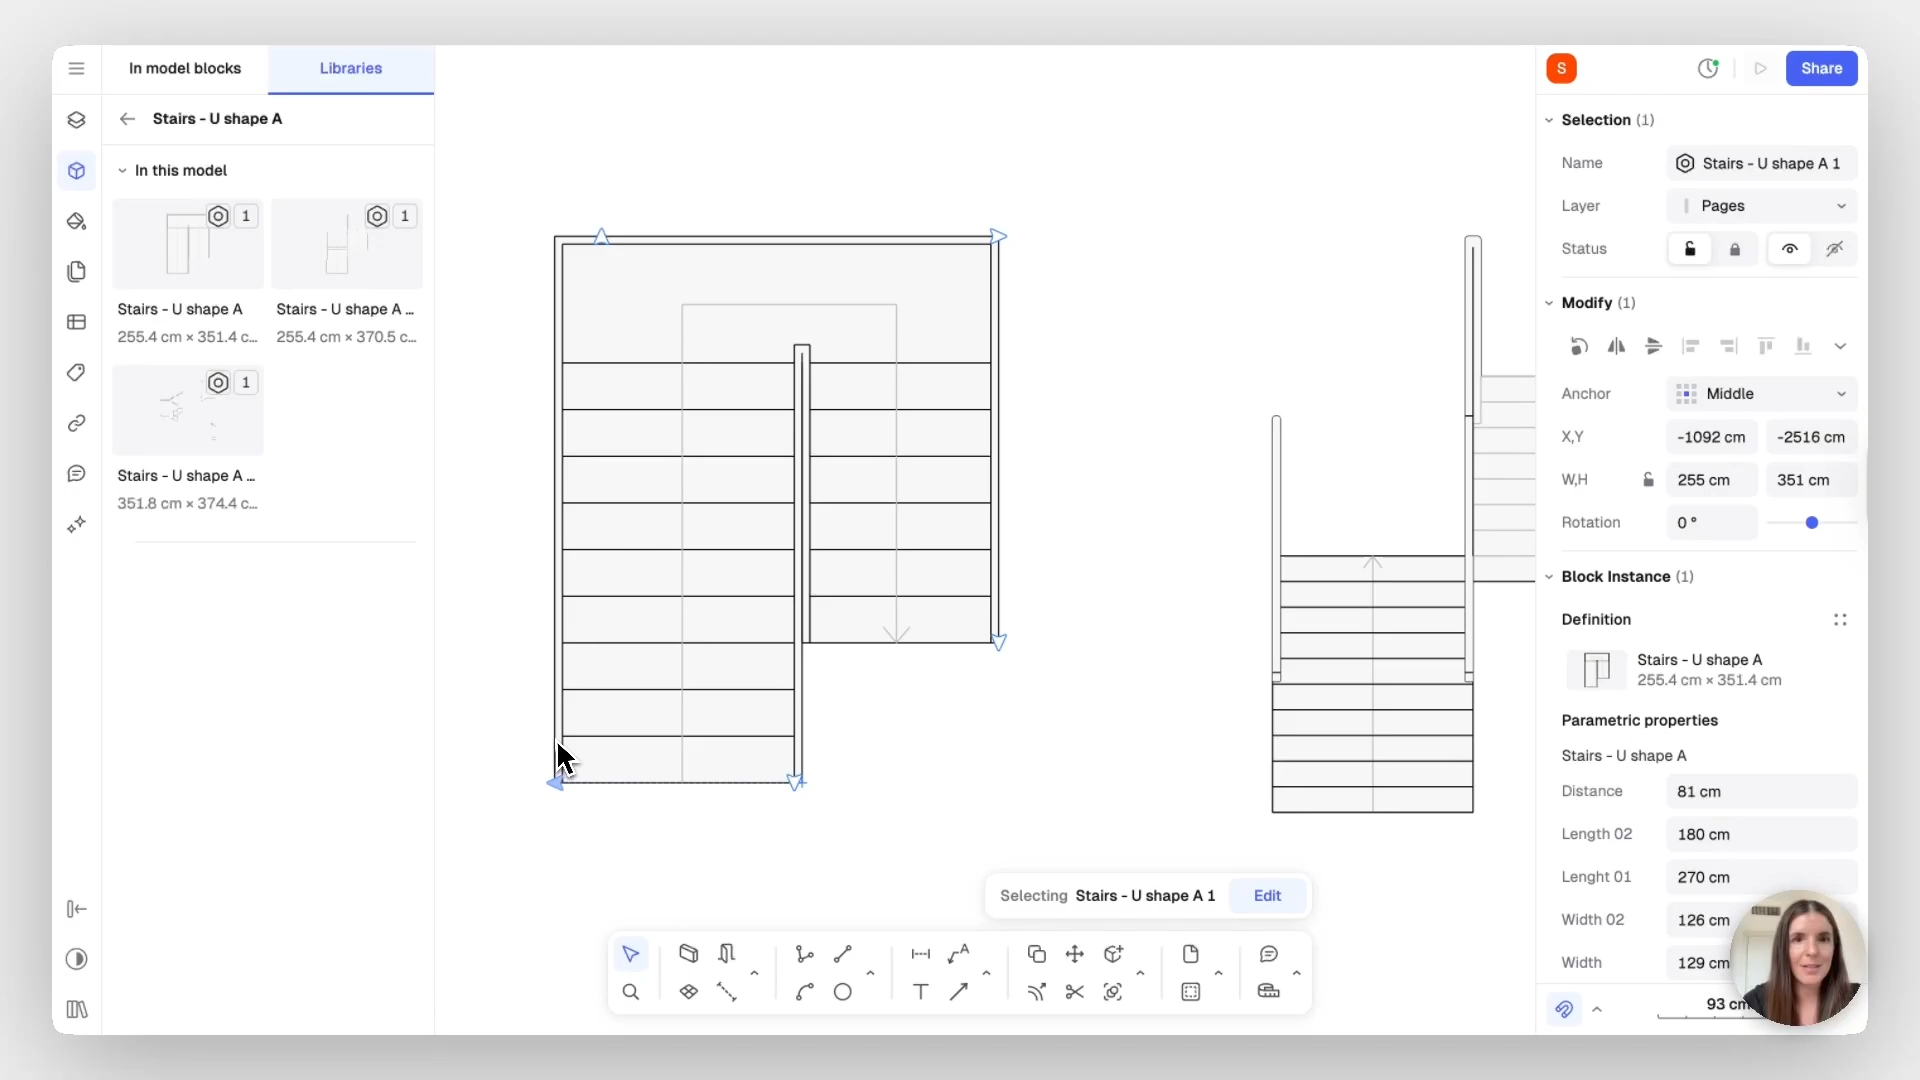 In model blocks
Libraries
Stairs - U shape A
In this model
1
1
Stairs - U shape A
255.4 cm × 351.4 c...
Stairs - U shape A ...
255.4 cm × 370.5 c...
1
Stairs - U shape A ...
351.8 cm × 374.4 c...
Selecting Stairs - U shape A 1
Edit
S
Share
Selection (1)
Name
Stairs - U shape A 1
Layer
Pages
Status
Modify (1)
Anchor
Middle
X,Y
-1092 cm
-2516 cm
W,H
255 cm
351 cm
Rotation
0 °
Block Instance (1)
Definition
Stairs - U shape A
255.4 cm × 351.4 cm
Parametric properties
Stairs - U shape A
Distance
81 cm
Length 02
180 cm
Lenght 01
270 cm
Width 02
126 cm
Width
129 cm
93 cm